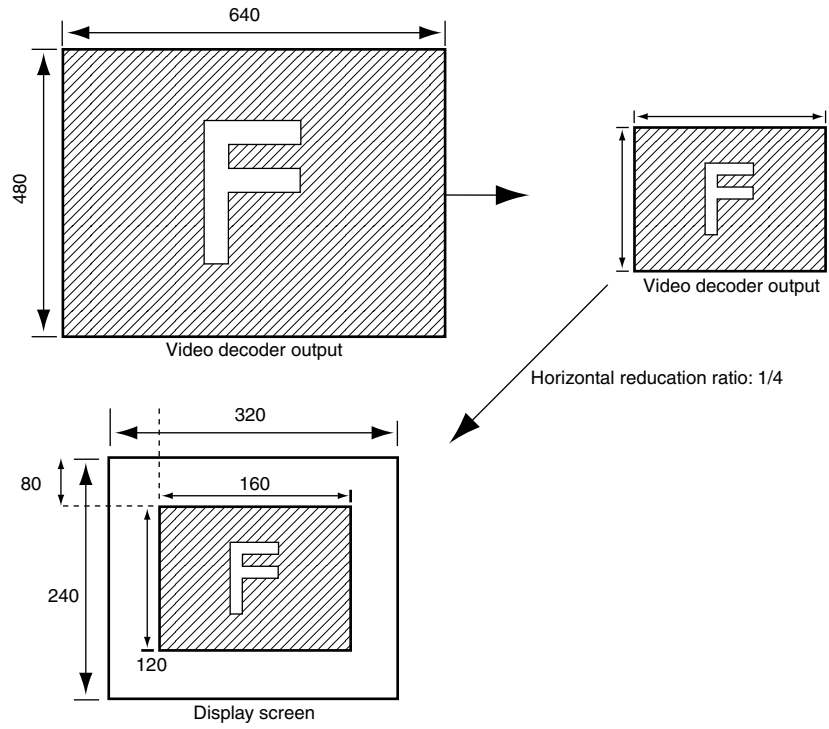 640
480
F
Video decoder output
F
Video decoder output
Horizontal reducation ratio: 1/4
320
80
160
F
240
120
Display screen